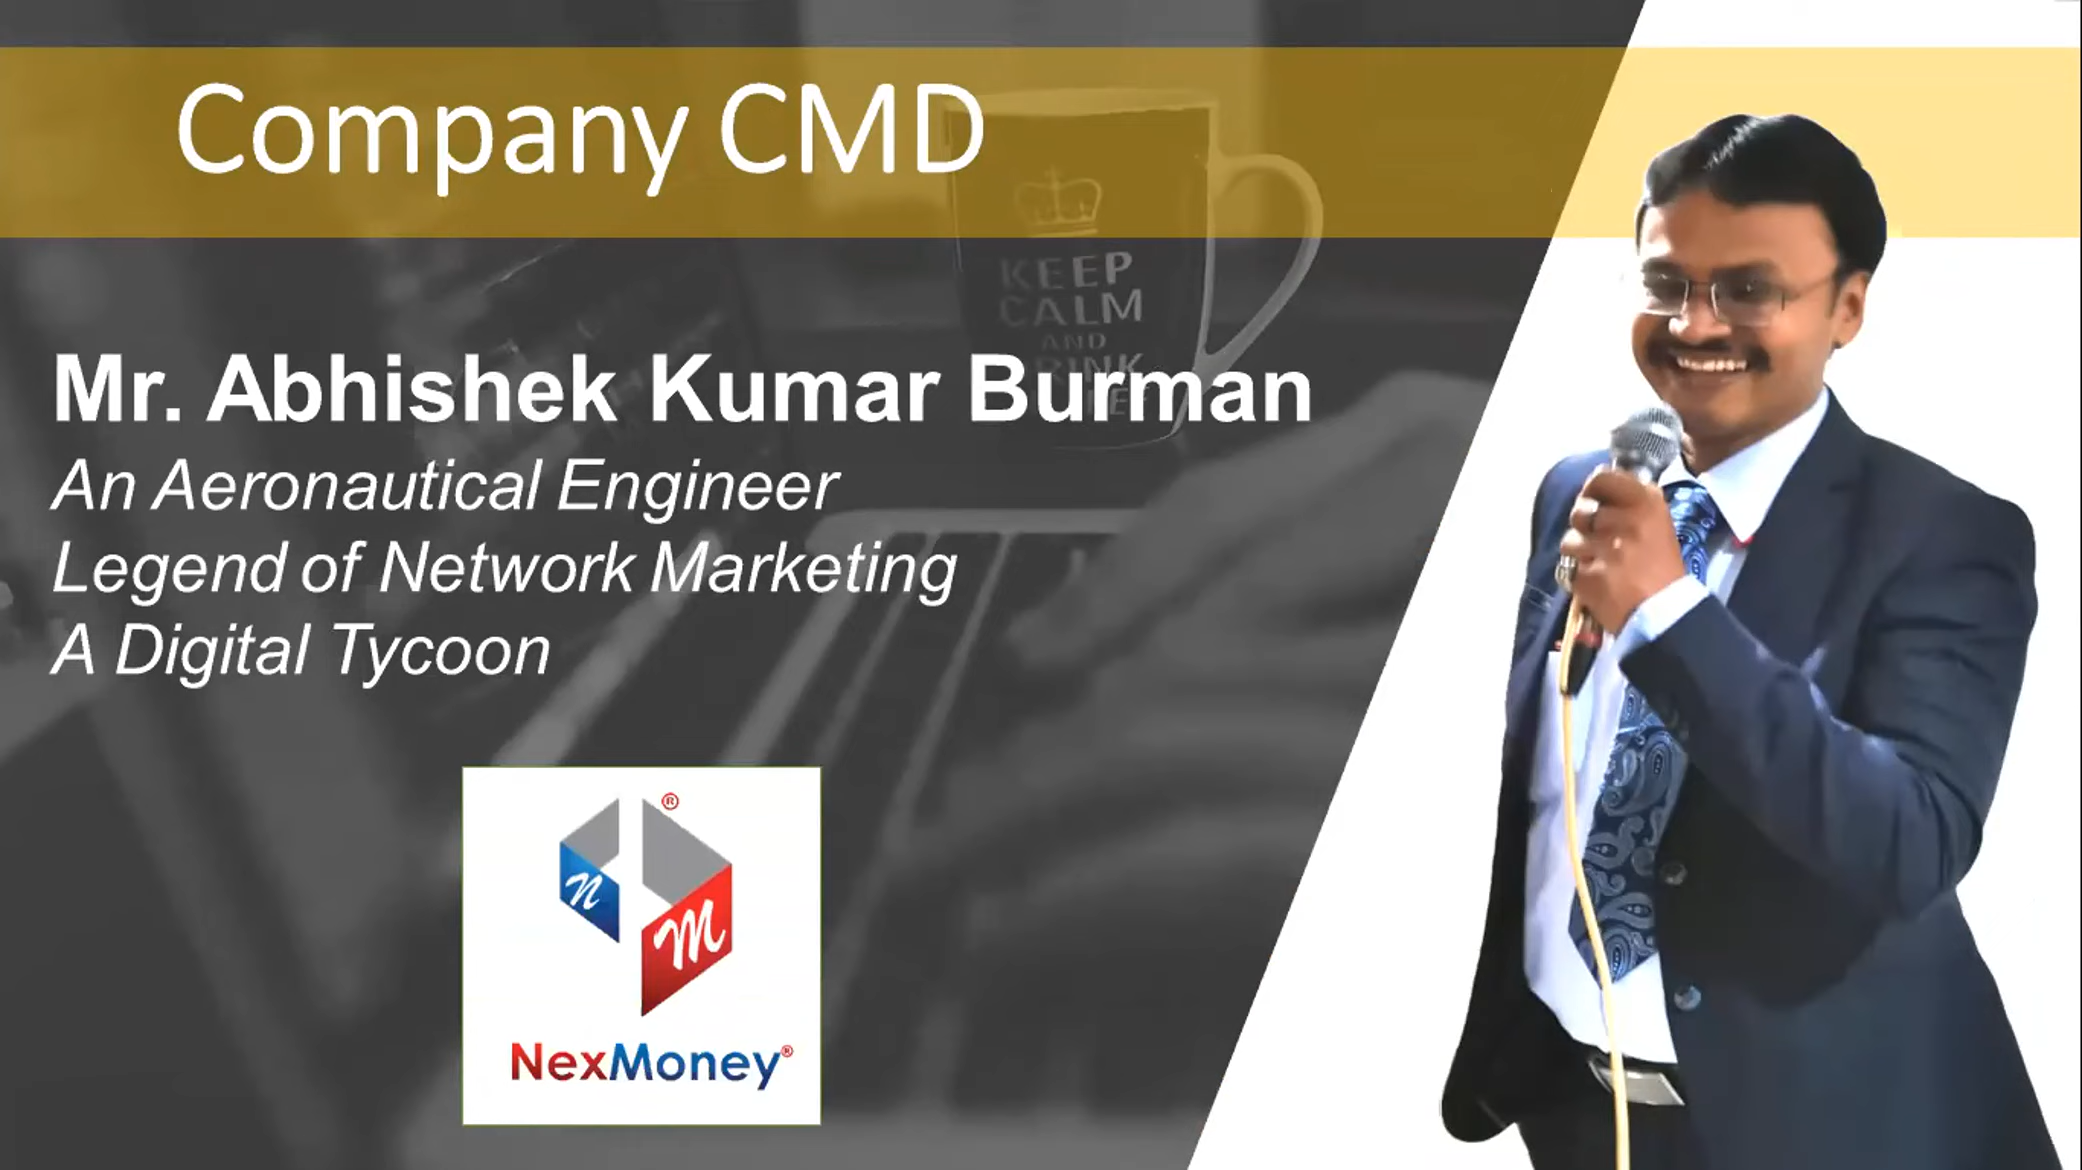 Company CMD
KEEP
CALM
AND
Mr. Abhishek Kumar Burman
An Aeronautical Engineer
Legend of Network Marketing
A Digital Tycoon
®
n
M
NexMoney®